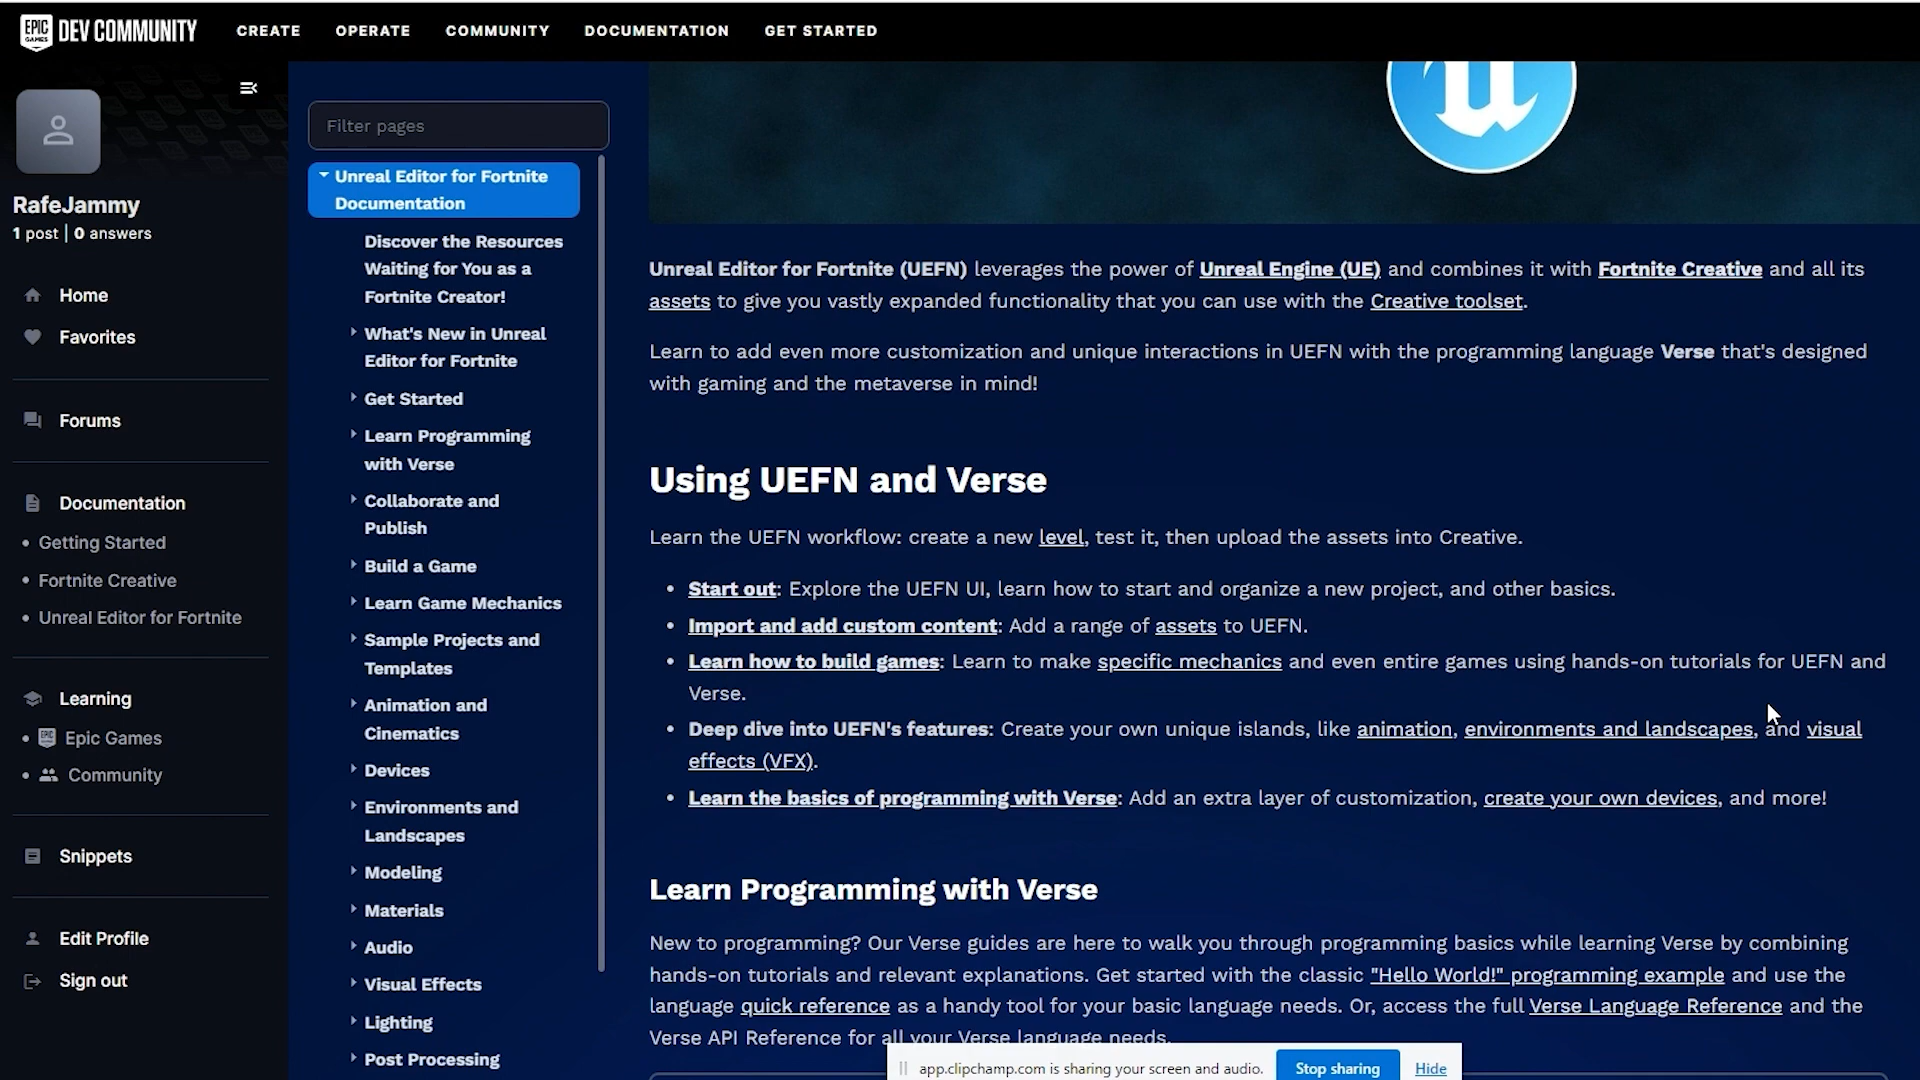 EPIC GAMES DEV COMMUNITY
CREATE
OPERATE
COMMUNITY
DOCUMENTATION
GET STARTED
RafeJammy
1 post | 0 answers
Home
Favorites
Forums
Documentation
• Getting Started
• Fortnite Creative
• Unreal Editor for Fortnite
Learning
• Epic Games
• Community
Snippets
Edit Profile
Sign out
Filter pages
Unreal Editor for Fortnite
Documentation
Discover the Resources
Waiting for You as a
Fortnite Creator!
What's New in Unreal
Editor for Fortnite
Get Started
Learn Programming
with Verse
Collaborate and
Publish
Build a Game
Learn Game Mechanics
Sample Projects and
Templates
Animation and
Cinematics
Devices
Environments and
Landscapes
Modeling
Materials
Audio
Visual Effects
Lighting
Post Processing
Unreal Editor for Fortnite (UEFN) leverages the power of Unreal Engine (UE) and combines it with Fortnite Creative and all its
assets to give you vastly expanded functionality that you can use with the Creative toolset.
Learn to add even more customization and unique interactions in UEFN with the programming language Verse that's designed
with gaming and the metaverse in mind!
Using UEFN and Verse
Learn the UEFN workflow: create a new level, test it, then upload the assets into Creative.
• Start out: Explore the UEFN UI, learn how to start and organize a new project, and other basics.
• Import and add custom content: Add a range of assets to UEFN.
• Learn how to build games: Learn to make specific mechanics and even entire games using hands-on tutorials for UEFN and
Verse.
• Deep dive into UEFN's features: Create your own unique islands, like animation, environments and landscapes, and visual
effects (VFX).
• Learn the basics of programming with Verse: Add an extra layer of customization, create your own devices, and more!
Learn Programming with Verse
New to programming? Our Verse guides are here to walk you through programming basics while learning Verse by combining
hands-on tutorials and relevant explanations. Get started with the classic "Hello World!" programming example and use the
language quick reference as a handy tool for your basic language needs. Or, access the full Verse Language Reference and the
Verse API Reference for all your Verse language needs.
app.clipchamp.com is sharing your screen and audio.
Stop sharing
Hide